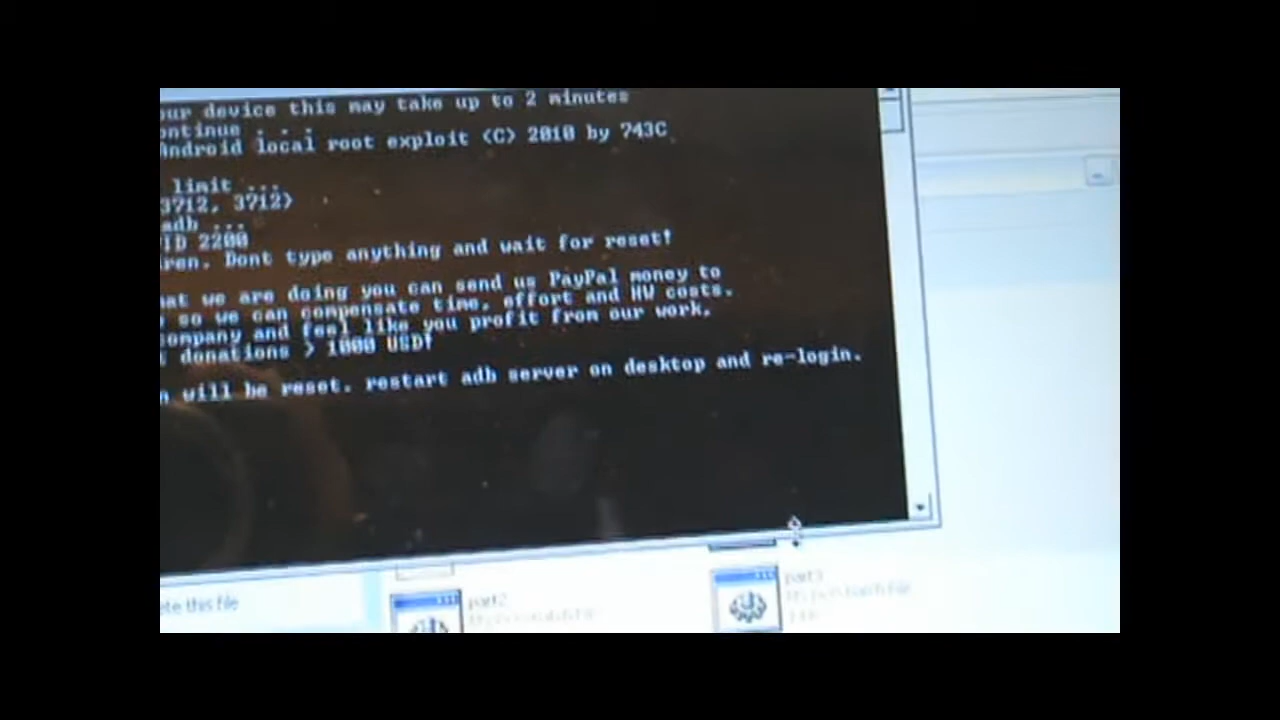 our device this may take up to 2 minutes
ontinue . . .
Android local root exploit (C) 2010 by 743C
limit ...
3712, 3712>
adb ...
ID 2200
ren. Dont type anything and wait for reset!
at we are doing you can send us PayPal money to
so we can compensate time, effort and HW costs.
ompany and feel like you profit from our work,
donations > 1000 USD!
n will be reset. restart adb server on desktop and re-login.
ete this file
part2
part3